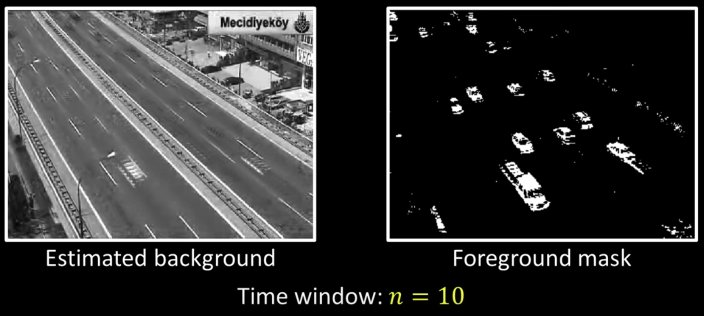 Mecidiyeköy
Estimated background
Foreground mask
Time window: n = 10